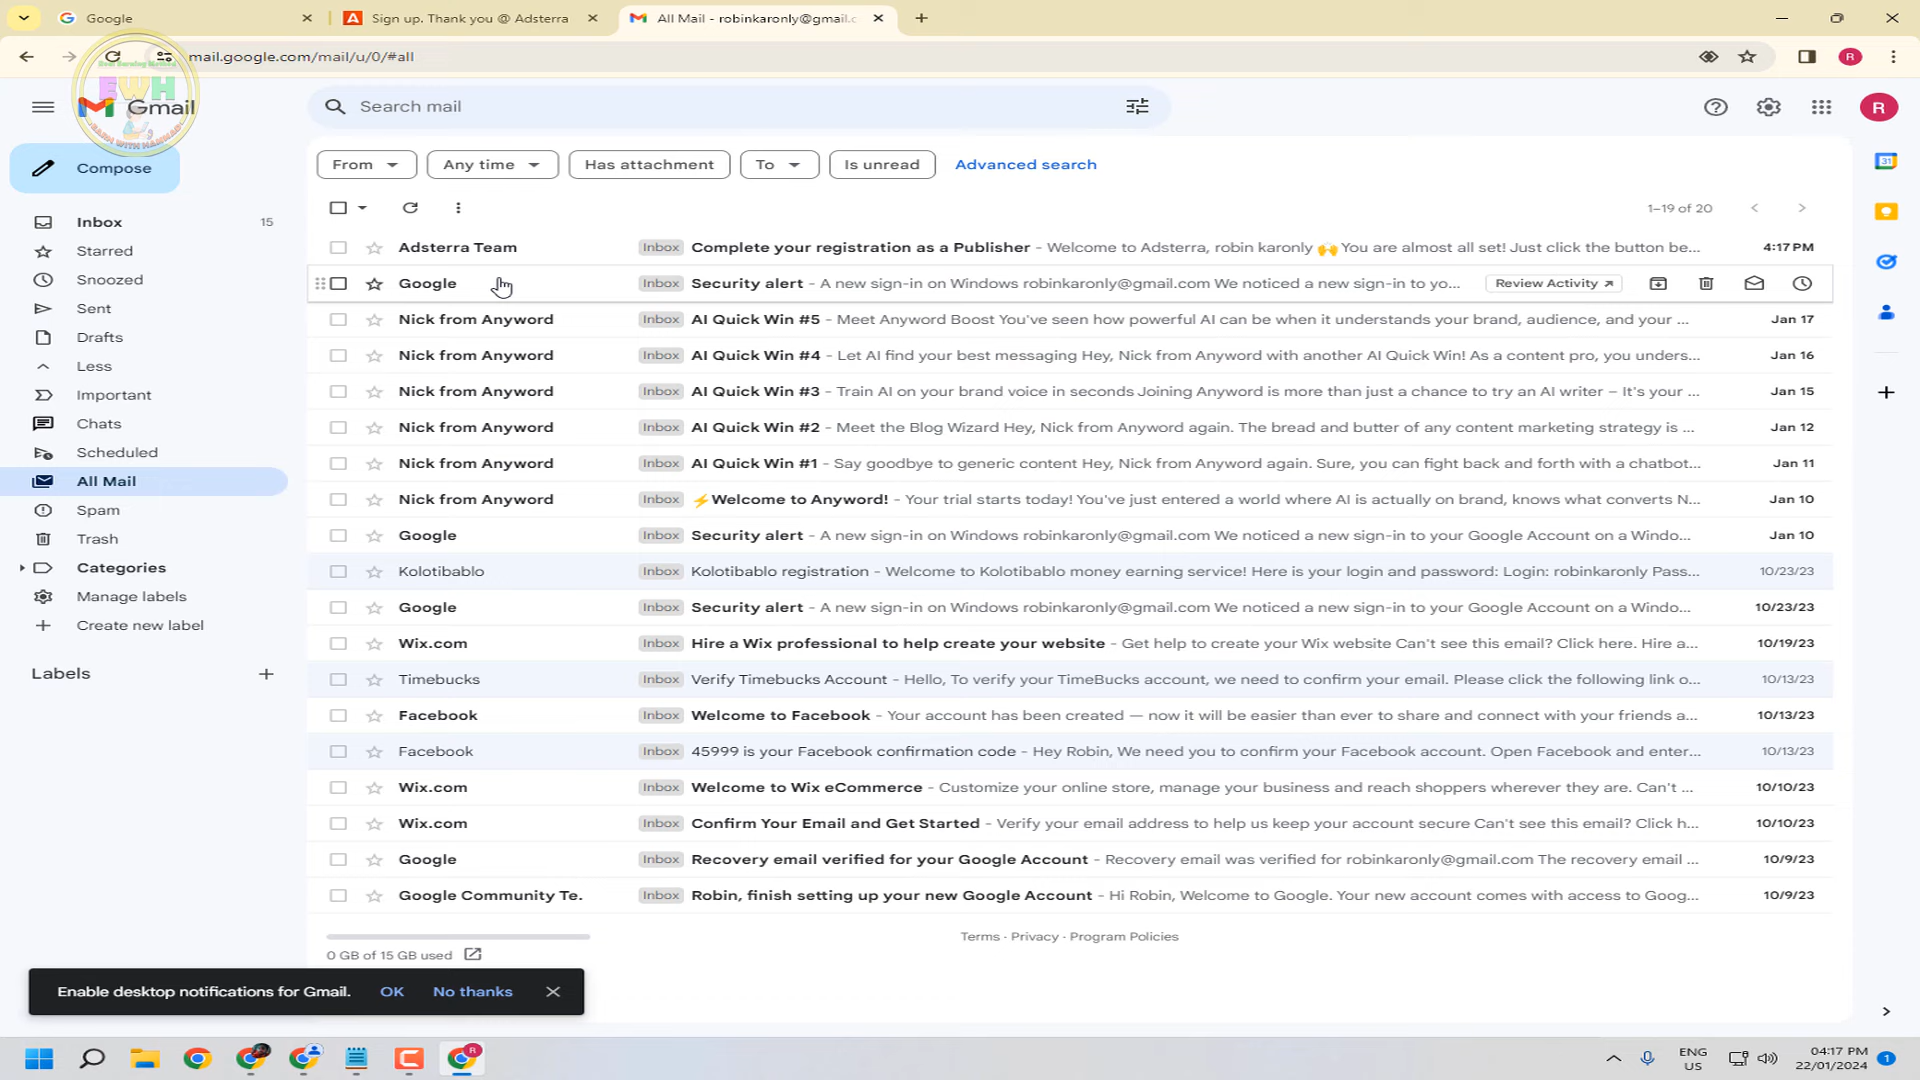 Google
Sign up. Thank you @ Adsterra
All Mail - robinkaronly@gmail.c
mail.google.com/mail/u/0/#all
R
EWH
EARN WITH HAMMAD
Gmail
Search mail
R
Compose
From
Any time
Has attachment
To
Is unread
Advanced search
1–19 of 20
Inbox 15
Starred
Snoozed
Sent
Drafts
Less
Important
Chats
Scheduled
All Mail
Spam
Trash
Categories
Manage labels
Create new label
Labels
Adsterra Team Inbox Complete your registration as a Publisher - Welcome to Adsterra, robin karonly 🙌 You are almost all set! Just click the button be... 4:17 PM
Google Inbox Security alert - A new sign-in on Windows robinkaronly@gmail.com We noticed a new sign-in to yo... Review Activity
Nick from Anyword Inbox AI Quick Win #5 - Meet Anyword Boost You've seen how powerful AI can be when it understands your brand, audience, and your ... Jan 17
Nick from Anyword Inbox AI Quick Win #4 - Let AI find your best messaging Hey, Nick from Anyword with another AI Quick Win! As a content pro, you unders... Jan 16
Nick from Anyword Inbox AI Quick Win #3 - Train AI on your brand voice in seconds Joining Anyword is more than just a chance to try an AI writer – It's your ... Jan 15
Nick from Anyword Inbox AI Quick Win #2 - Meet the Blog Wizard Hey, Nick from Anyword again. The bread and butter of any content marketing strategy is ... Jan 12
Nick from Anyword Inbox AI Quick Win #1 - Say goodbye to generic content Hey, Nick from Anyword again. Sure, you can fight back and forth with a chatbot... Jan 11
Nick from Anyword Inbox ⚡Welcome to Anyword! - Your trial starts today! You've just entered a world where AI is actually on brand, knows what converts N... Jan 10
Google Inbox Security alert - A new sign-in on Windows robinkaronly@gmail.com We noticed a new sign-in to your Google Account on a Windo... Jan 10
Kolotibablo Inbox Kolotibablo registration - Welcome to Kolotibablo money earning service! Here is your login and password: Login: robinkaronly Pass... 10/23/23
Google Inbox Security alert - A new sign-in on Windows robinkaronly@gmail.com We noticed a new sign-in to your Google Account on a Windo... 10/23/23
Wix.com Inbox Hire a Wix professional to help create your website - Get help to create your Wix website Can't see this email? Click here. Hire a... 10/19/23
Timebucks Inbox Verify Timebucks Account - Hello, To verify your TimeBucks account, we need to confirm your email. Please click the following link o... 10/13/23
Facebook Inbox Welcome to Facebook - Your account has been created — now it will be easier than ever to share and connect with your friends a... 10/13/23
Facebook Inbox 45999 is your Facebook confirmation code - Hey Robin, We need you to confirm your Facebook account. Open Facebook and enter... 10/13/23
Wix.com Inbox Welcome to Wix eCommerce - Customize your online store, manage your business and reach shoppers wherever they are. Can't ... 10/10/23
Wix.com Inbox Confirm Your Email and Get Started - Verify your email address to help us keep your account secure Can't see this email? Click h... 10/10/23
Google Inbox Recovery email verified for your Google Account - Recovery email was verified for robinkaronly@gmail.com The recovery email ... 10/9/23
Google Community Te. Inbox Robin, finish setting up your new Google Account - Hi Robin, Welcome to Google. Your new account comes with access to Goog... 10/9/23
Terms · Privacy · Program Policies
0 GB of 15 GB used
Enable desktop notifications for Gmail. OK No thanks
31
R
ENG
US
04:17 PM
22/01/2024
1